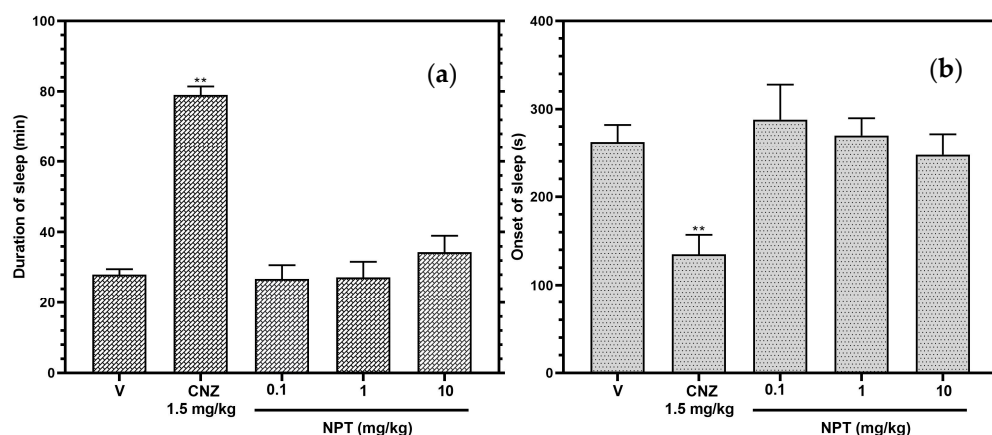 Duration of sleep (min)
100
80
60
40
20
0
(a)
**
V
CNZ
1.5 mg/kg
0.1
1
10
NPT (mg/kg)
Onset of sleep (s)
400
300
200
100
0
(b)
**
V
CNZ
1.5 mg/kg
0.1
1
10
NPT (mg/kg)